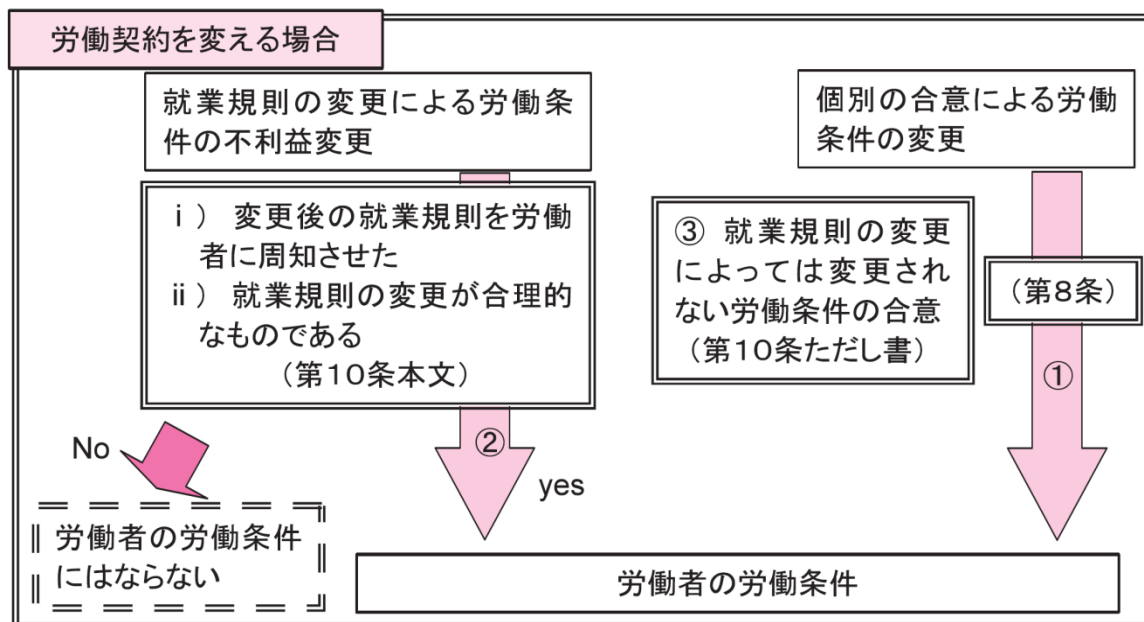 労働契約を変える場合
就業規則の変更による労働条
件の不利益変更
個別の合意による労働
条件の変更
ⅰ） 変更後の就業規則を労働
者に周知させた
ⅱ） 就業規則の変更が合理的
なものである
（第１０条本文）
③ 就業規則の変更
によっては変更され
ない労働条件の合意
（第１０条ただし書）
（第８条）
①
②
No
yes
労働者の労働条件
にはならない
労働者の労働条件